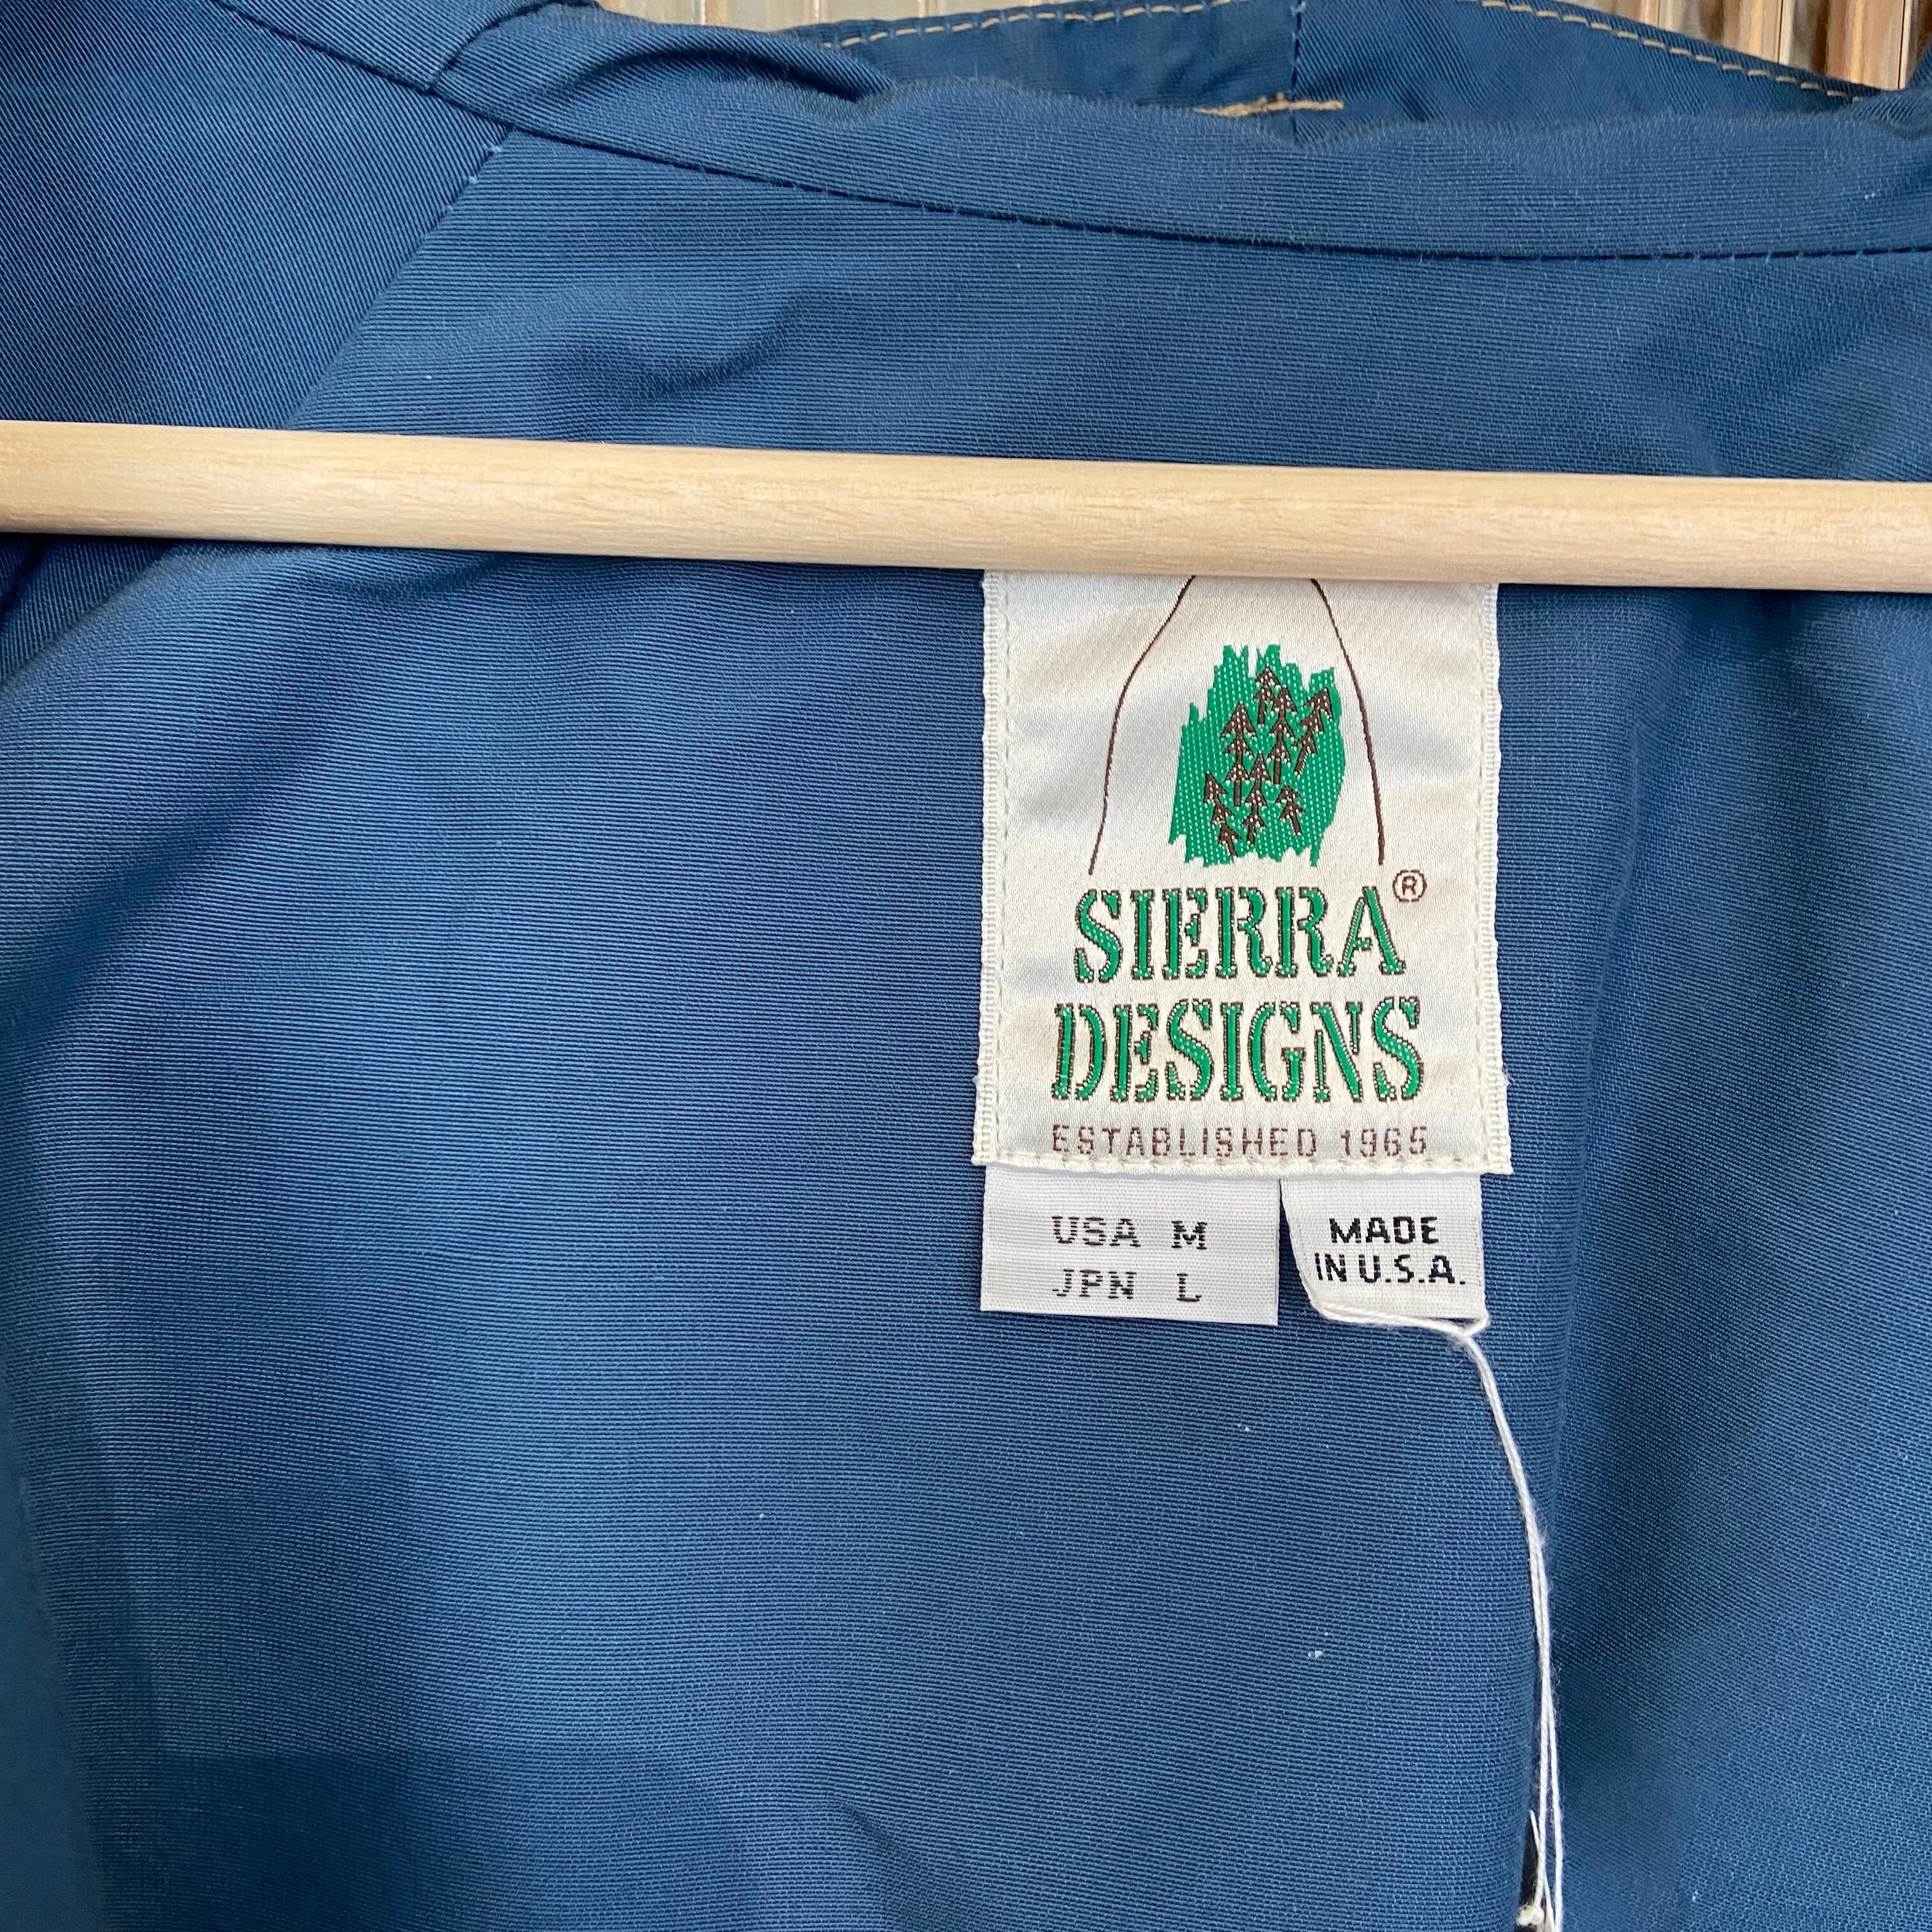 SIERRA®
DESIGNS
ESTABLISHED 1965
USA M
JPN L
MADE
IN U.S.A.